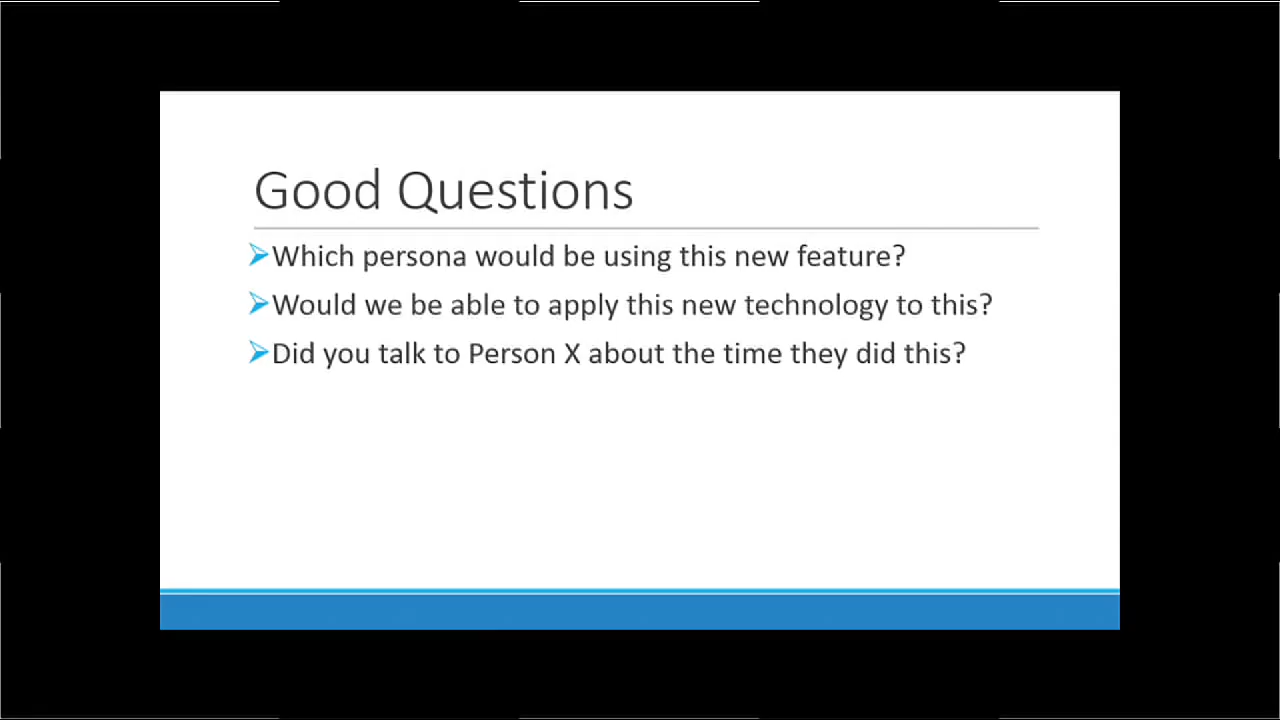 Good Questions
Which persona would be using this new feature?
Would we be able to apply this new technology to this?
Did you talk to Person X about the time they did this?